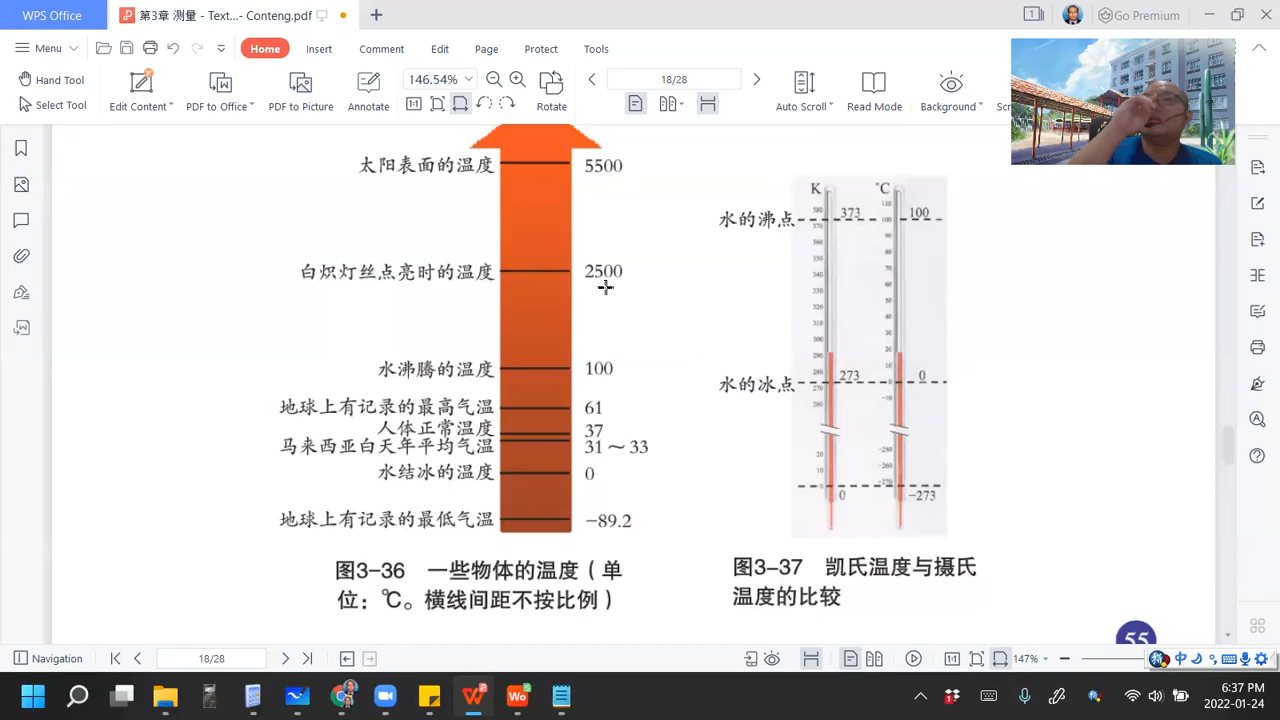 WPS Office
第3章 测量 - Text...- Conteng.pdf
Go Premium
Menu
Home
Insert
Comment
Edit
Page
Protect
Tools
Hand Tool
Select Tool
Edit Content
PDF to Office
PDF to Picture
Annotate
146.54%
18/28
Rotate
Auto Scroll
Read Mode
Background
太阳表面的温度 5500
白炽灯丝点亮时的温度 2500
水沸腾的温度 100
地球上有记录的最高气温 61
人体正常温度 37
马来西亚白天年平均气温 31～33
水结冰的温度 0
地球上有记录的最低气温 −89.2
图3-36 一些物体的温度（单
位：℃。横线间距不按比例）
K ℃
水的沸点 373 100
水的冰点 273 0
0 −273
图3-37 凯氏温度与摄氏
温度的比较
55
Navigation
18/28
147%
中
6:37 PM
2022-01-24